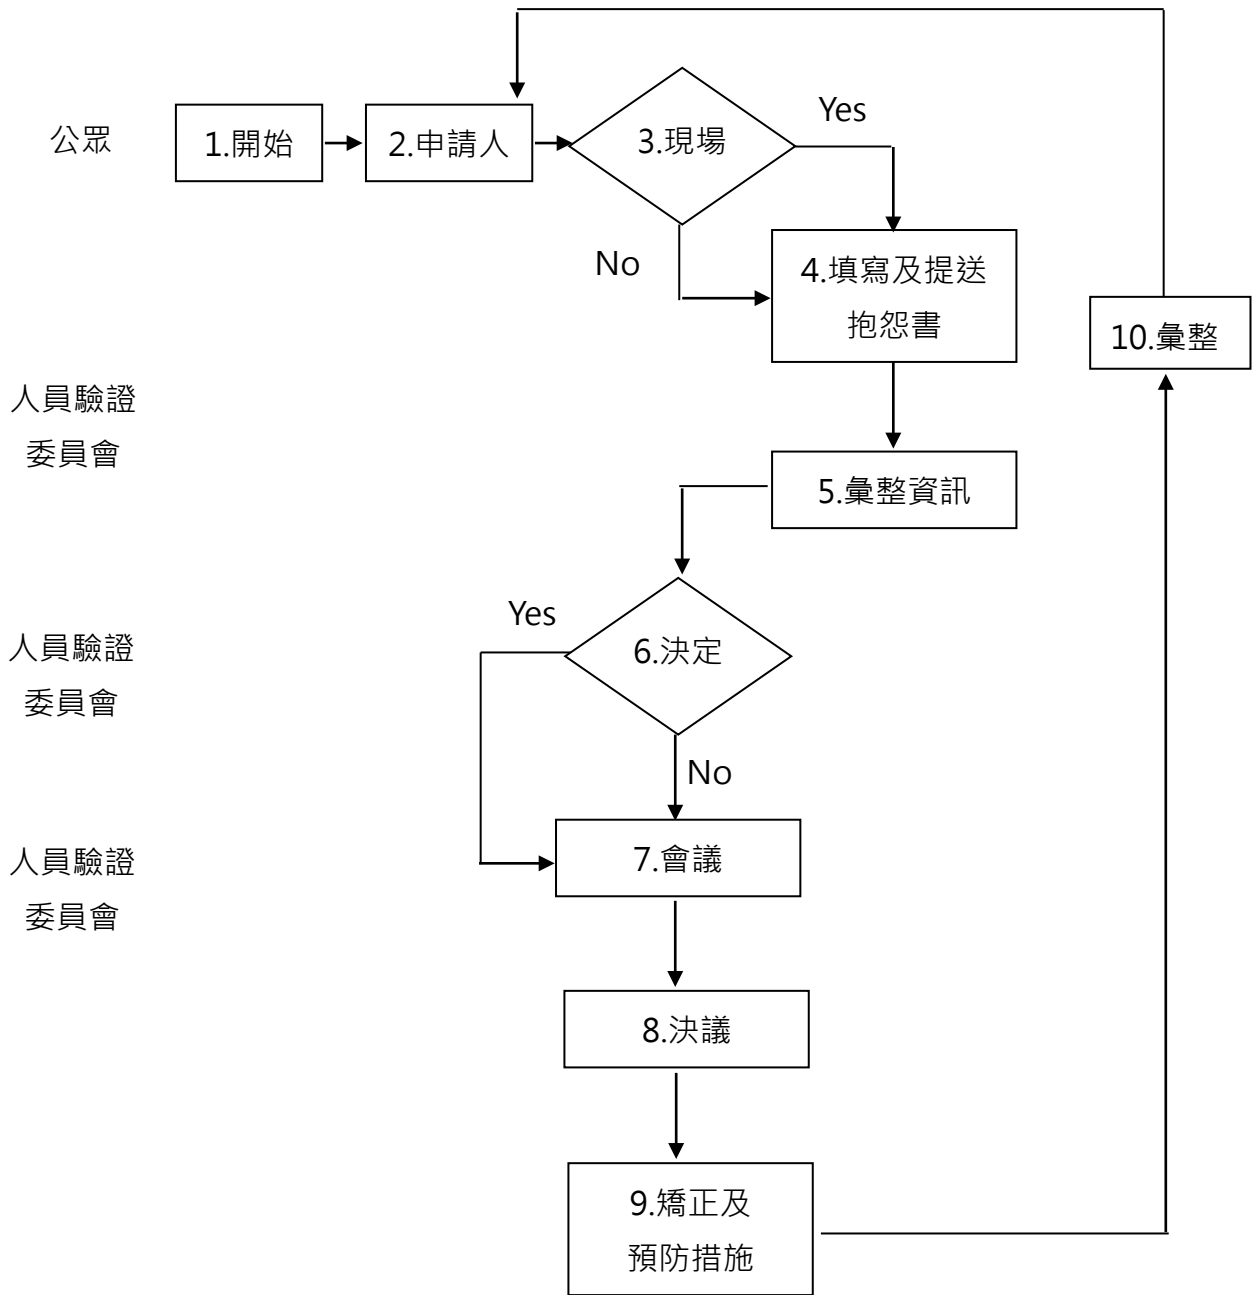 公眾
1.開始
2.申請人
3.現場
Yes
No
4.填寫及提送
抱怨書
10.彙整
人員驗證
委員會
5.彙整資訊
人員驗證
委員會
Yes
6.決定
No
人員驗證
委員會
7.會議
8.決議
9.矯正及
預防措施